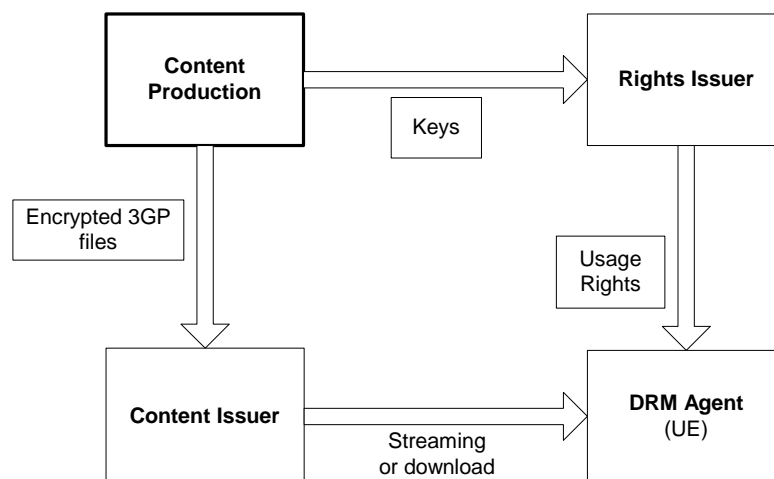 Content
Production
Rights Issuer
Keys
Encrypted 3GP
files
Usage
Rights
Content Issuer
DRM Agent
(UE)
Streaming
or download